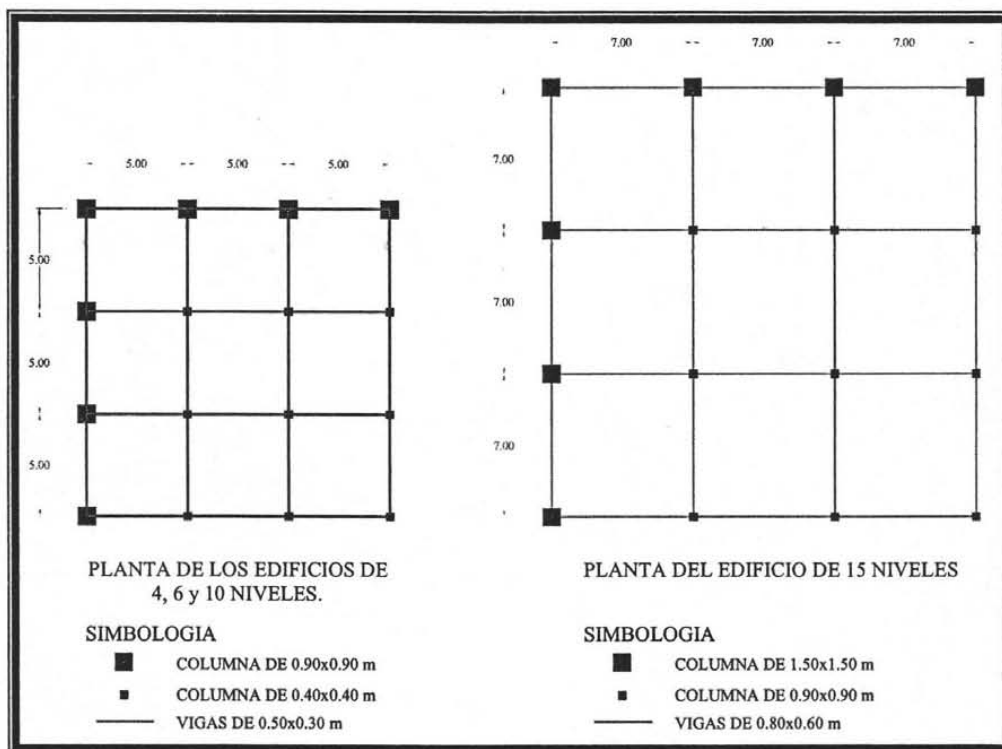 5.00 5.00 5.00
5.00
5.00
5.00
PLANTA DE LOS EDIFICIOS DE
4, 6 y 10 NIVELES.
SIMBOLOGIA
COLUMNA DE 0.90x0.90 m
COLUMNA DE 0.40x0.40 m
VIGAS DE 0.50x0.30 m
7.00 7.00 7.00
7.00
7.00
7.00
PLANTA DEL EDIFICIO DE 15 NIVELES
SIMBOLOGIA
COLUMNA DE 1.50x1.50 m
COLUMNA DE 0.90x0.90 m
VIGAS DE 0.80x0.60 m